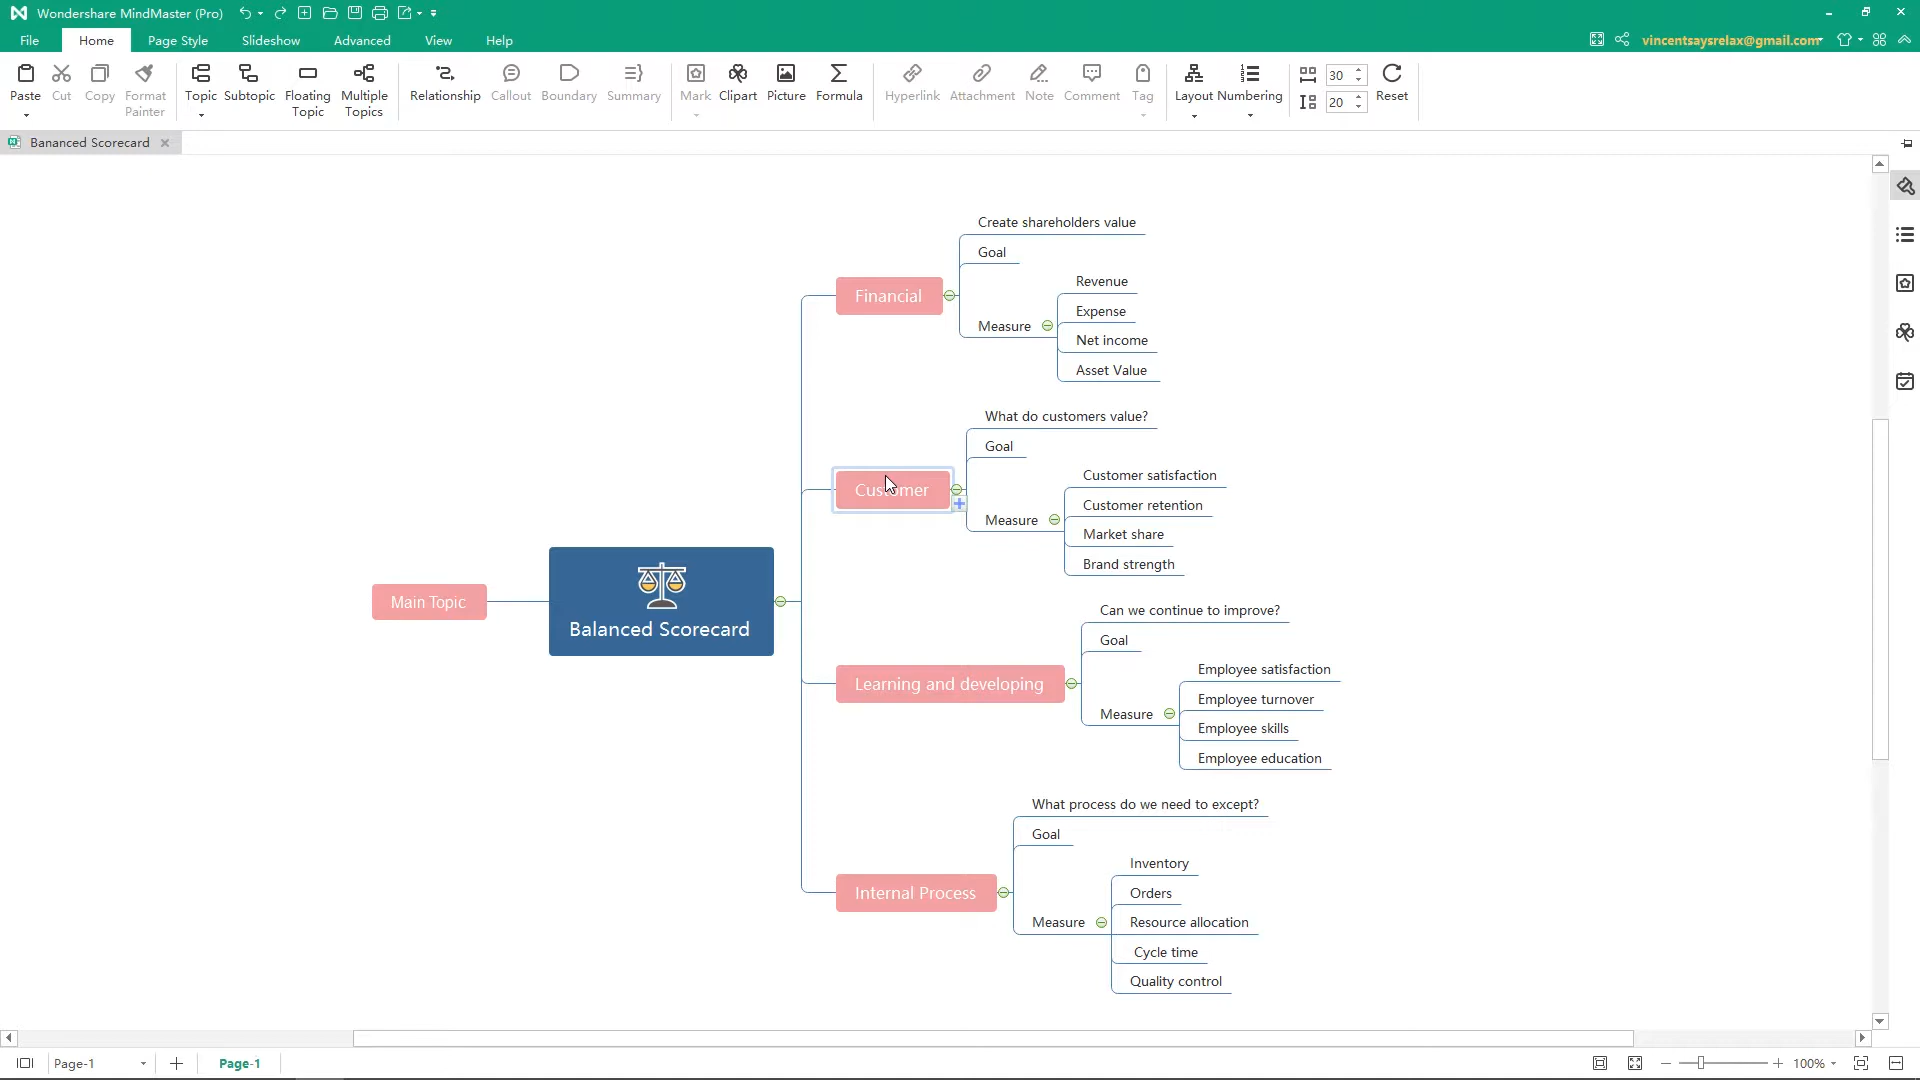 Wondershare MindMaster (Pro)
File Home Page Style Slideshow Advanced View Help
vincentsaysrelax@gmail.com
Paste Cut Copy Format Painter Topic Subtopic Floating Topic Multiple Topics Relationship Callout Boundary Summary Mark Clipart Picture Formula Hyperlink Attachment Note Comment Tag Layout Numbering 30 20 Reset
Bananced Scorecard
Create shareholders value
Goal
Financial
Revenue
Expense
Measure
Net income
Asset Value
What do customers value?
Goal
Customer
Customer satisfaction
Customer retention
Measure
Market share
Brand strength
Main Topic
Balanced Scorecard
Can we continue to improve?
Goal
Learning and developing
Employee satisfaction
Employee turnover
Measure
Employee skills
Employee education
What process do we need to except?
Goal
Internal Process
Inventory
Orders
Measure
Resource allocation
Cycle time
Quality control
Page-1 Page-1 100%